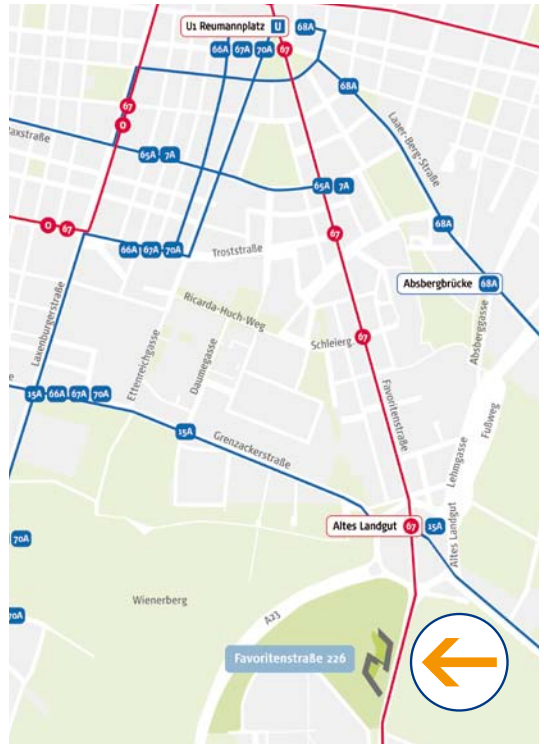 U1 Reumannplatz U 68A
66A 67A 70A 67
68A
67
O
Laaer-Berg-Straße
65A 7A
65A 7A
O 67
67
68A
66A 67A 70A
Troststraße
Absbergbrücke 68A
Ricarda-Huch-Weg
Laxenburgerstraße
Ettenreichgasse
Daumegasse
Schleierg.
67
Absberggasse
Favoritenstraße
Fußweg
15A 66A 67A 70A
15A
Grenzackerstraße
Lehmgasse
Altes Landgut 67 15A
Altes Landgut
70A
Wienerberg
A23
70A
Favoritenstraße 226